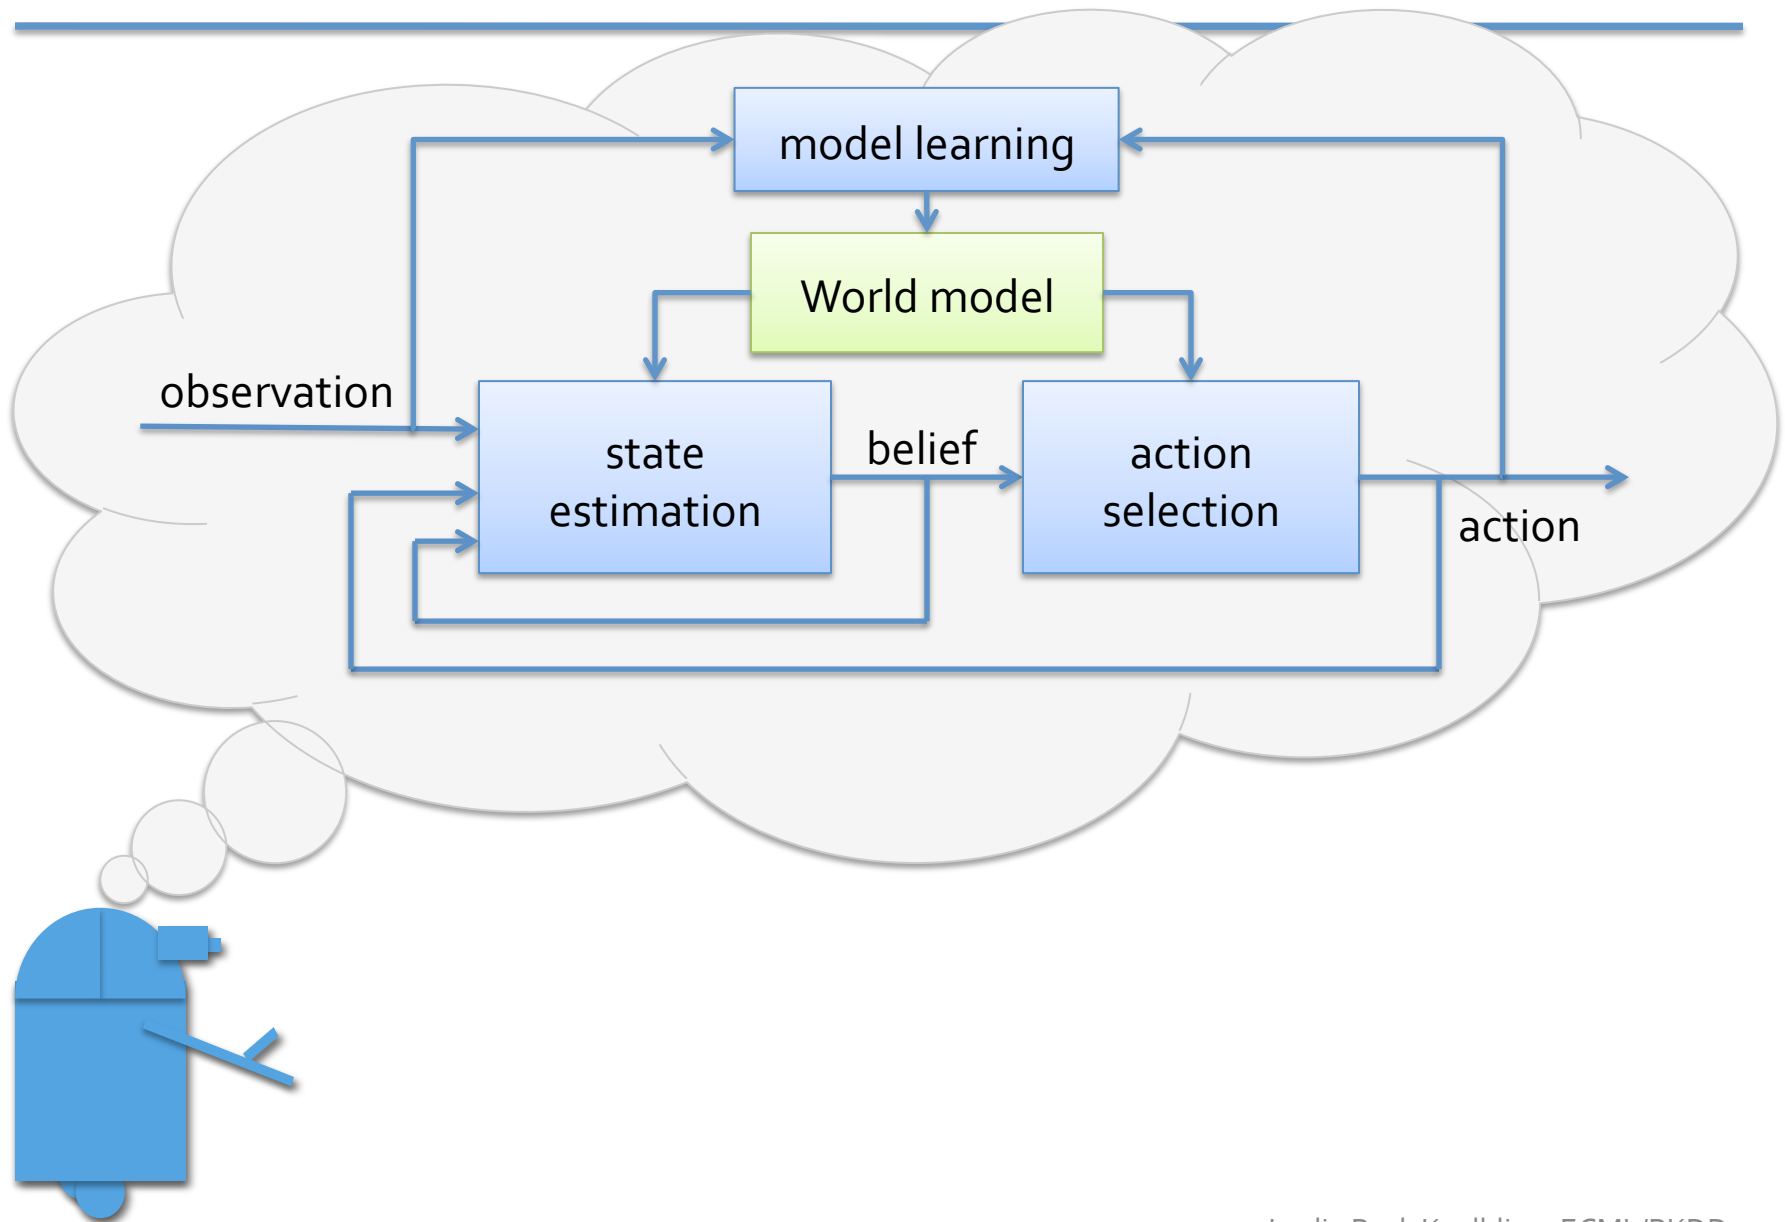 model learning
World model
observation
state
estimation
belief
action
selection
action